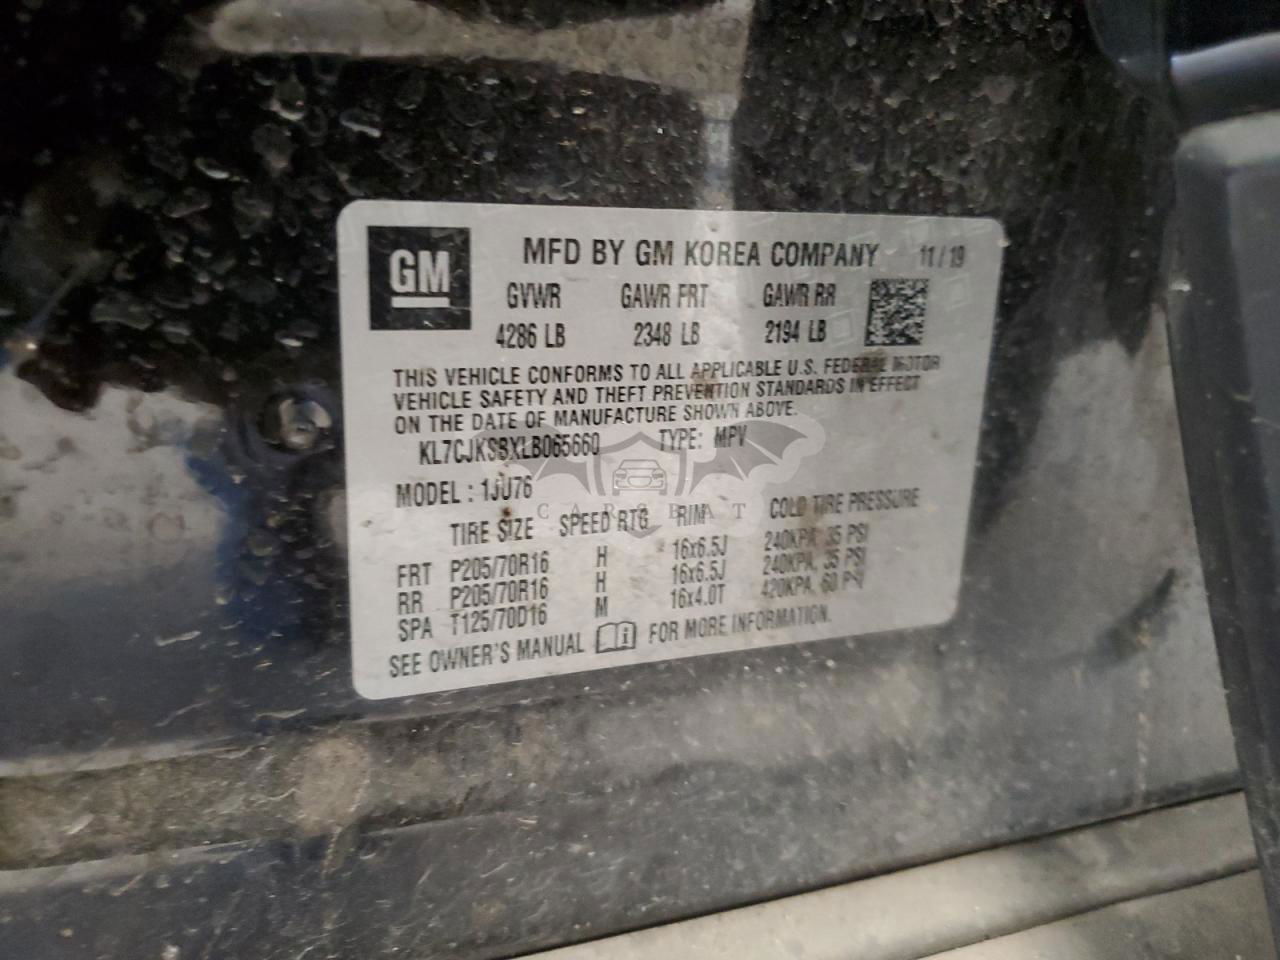 GM
MFD BY GM KOREA COMPANY 11/19
GVWR GAWR FRT GAWR RR
4286 LB 2348 LB 2194 LB
THIS VEHICLE CONFORMS TO ALL APPLICABLE U.S. FEDERAL MOTOR
VEHICLE SAFETY AND THEFT PREVENTION STANDARDS IN EFFECT
ON THE DATE OF MANUFACTURE SHOWN ABOVE.
KL7CJKSBXLB065660 TYPE: MPV
MODEL : 1JU76
CARSBAT
TIRE SIZE SPEED RTG RIM COLD TIRE PRESSURE
FRT P205/70R16 H 16x6.5J 240KPA, 35 PSI
RR P205/70R16 H 16x6.5J 240KPA, 35 PSI
SPA T125/70D16 M 16x4.0T 420KPA, 60 PSI
SEE OWNER'S MANUAL FOR MORE INFORMATION.